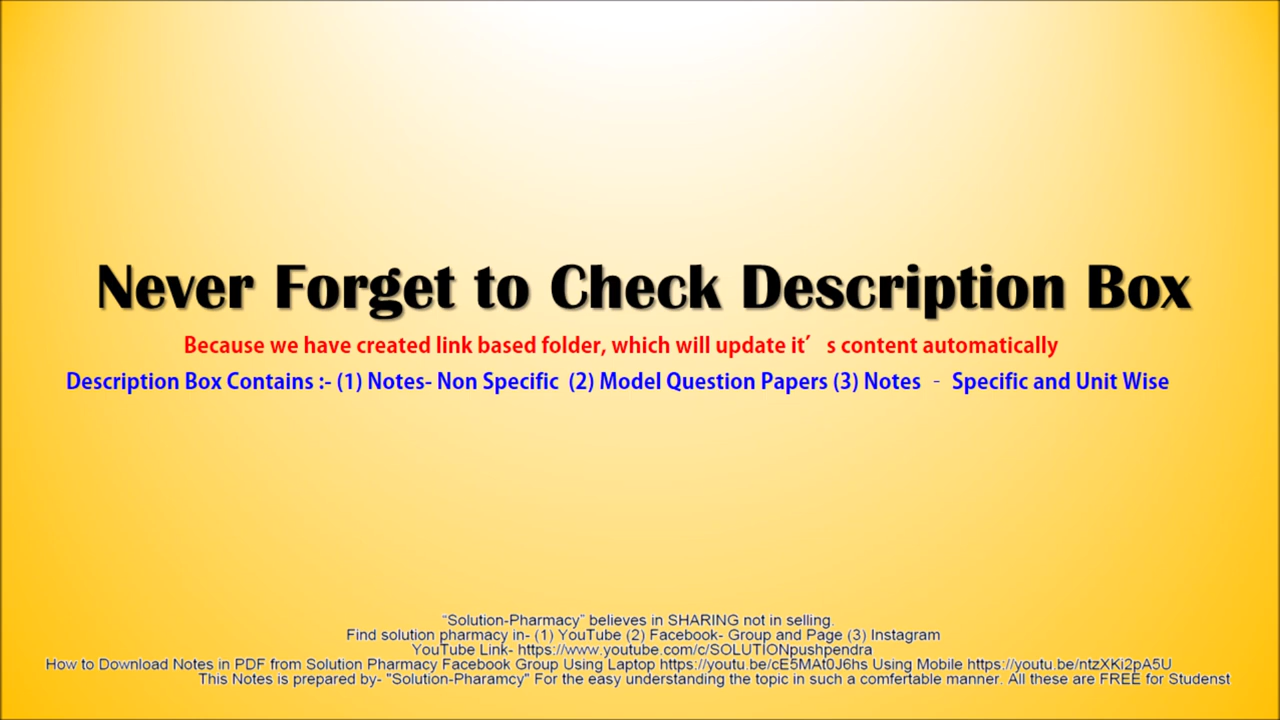 Never Forget to Check Description Box
Because we have created link based folder, which will update it’ s content automatically
Description Box Contains :- (1) Notes- Non Specific (2) Model Question Papers (3) Notes - Specific and Unit Wise
“Solution-Pharmacy” believes in SHARING not in selling.
Find solution pharmacy in- (1) YouTube (2) Facebook- Group and Page (3) Instagram
YouTube Link- https://www.youtube.com/c/SOLUTIONpushpendra
How to Download Notes in PDF from Solution Pharmacy Facebook Group Using Laptop https://youtu.be/cE5MAt0J6hs Using Mobile https://youtu.be/ntzXKi2pA5U
This Notes is prepared by- "Solution-Pharamcy" For the easy understanding the topic in such a comfertable manner. All these are FREE for Studenst